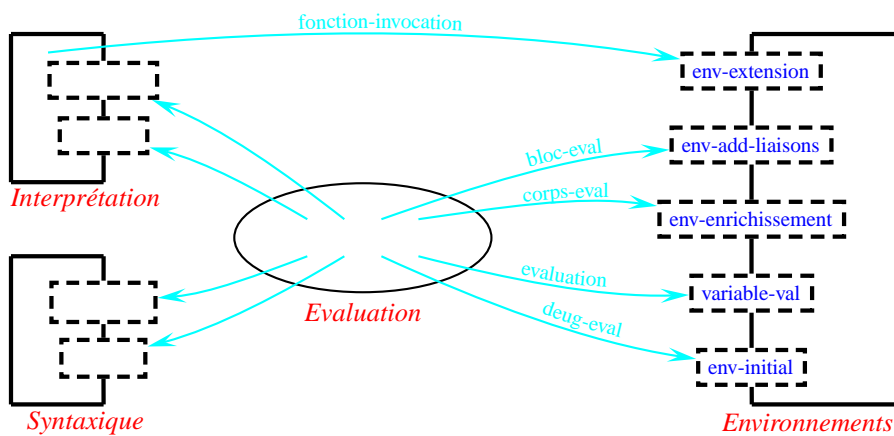 fonction-invocation
env-extension
env-add-liaisons
bloc-eval
Interprétation
corps-eval
env-enrichissement
evaluation
variable-val
Evaluation
deug-eval
env-initial
Syntaxique
Environnements